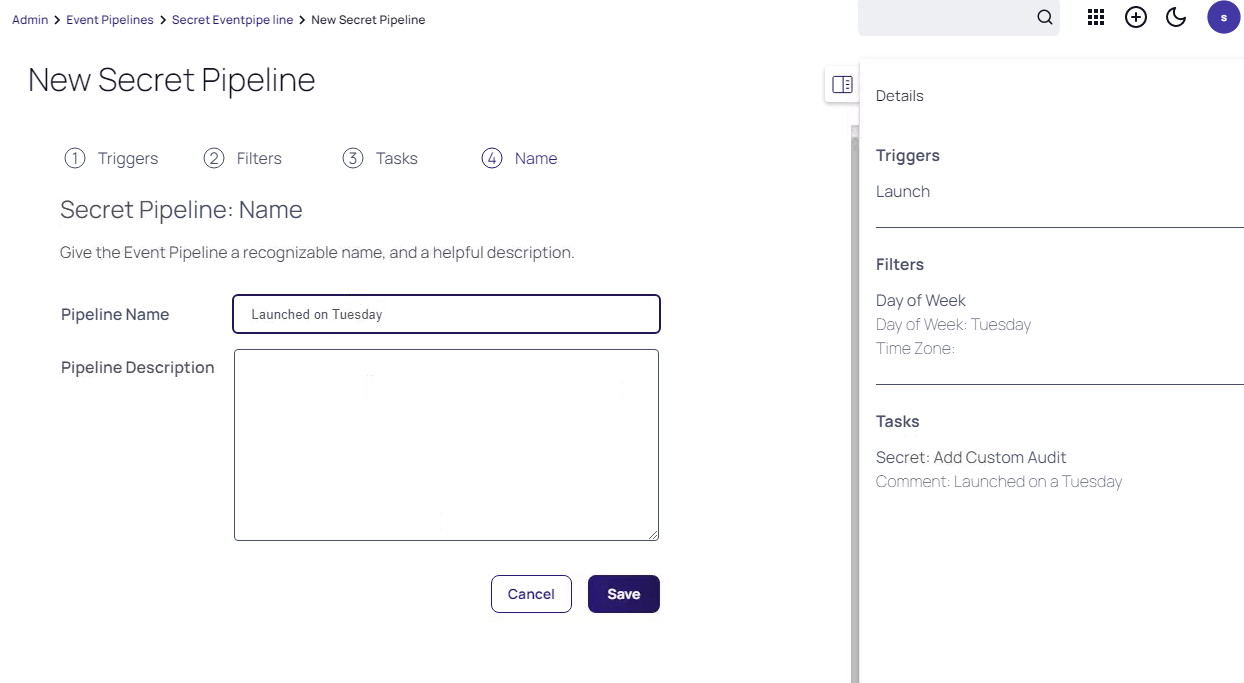 Admin > Event Pipelines > Secret Eventpipe line > New Secret Pipeline
s
New Secret Pipeline
1 Triggers 2 Filters 3 Tasks 4 Name
Secret Pipeline: Name
Give the Event Pipeline a recognizable name, and a helpful description.
Pipeline Name Launched on Tuesday
Pipeline Description
Cancel Save
Details
Triggers
Launch
Filters
Day of Week
Day of Week: Tuesday
Time Zone:
Tasks
Secret: Add Custom Audit
Comment: Launched on a Tuesday